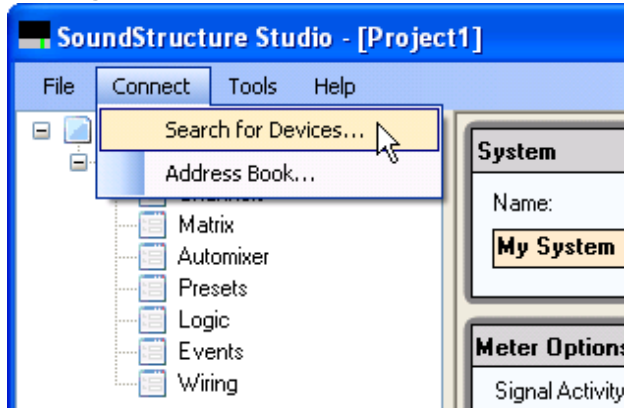 SoundStructure Studio - [Project1]
File Connect Tools Help
Search for Devices...
Address Book...
Matrix
Automixer
Presets
Logic
Events
Wiring
System
Name:
My System
Meter Options
Signal Activity